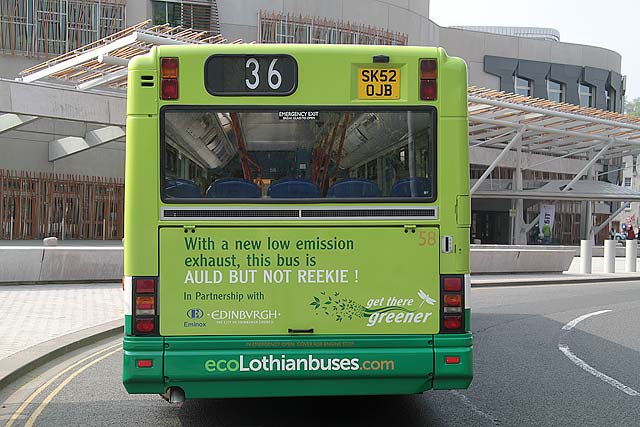 36
SK52
OJB
EMERGENCY EXIT
58
With a new low emission
exhaust, this bus is
AULD BUT NOT REEKIE !
In Partnership with
Eminox
·EDINBVRGH·
THE CITY OF EDINBURGH COUNCIL
get there
greener
ecoLothianbuses.com